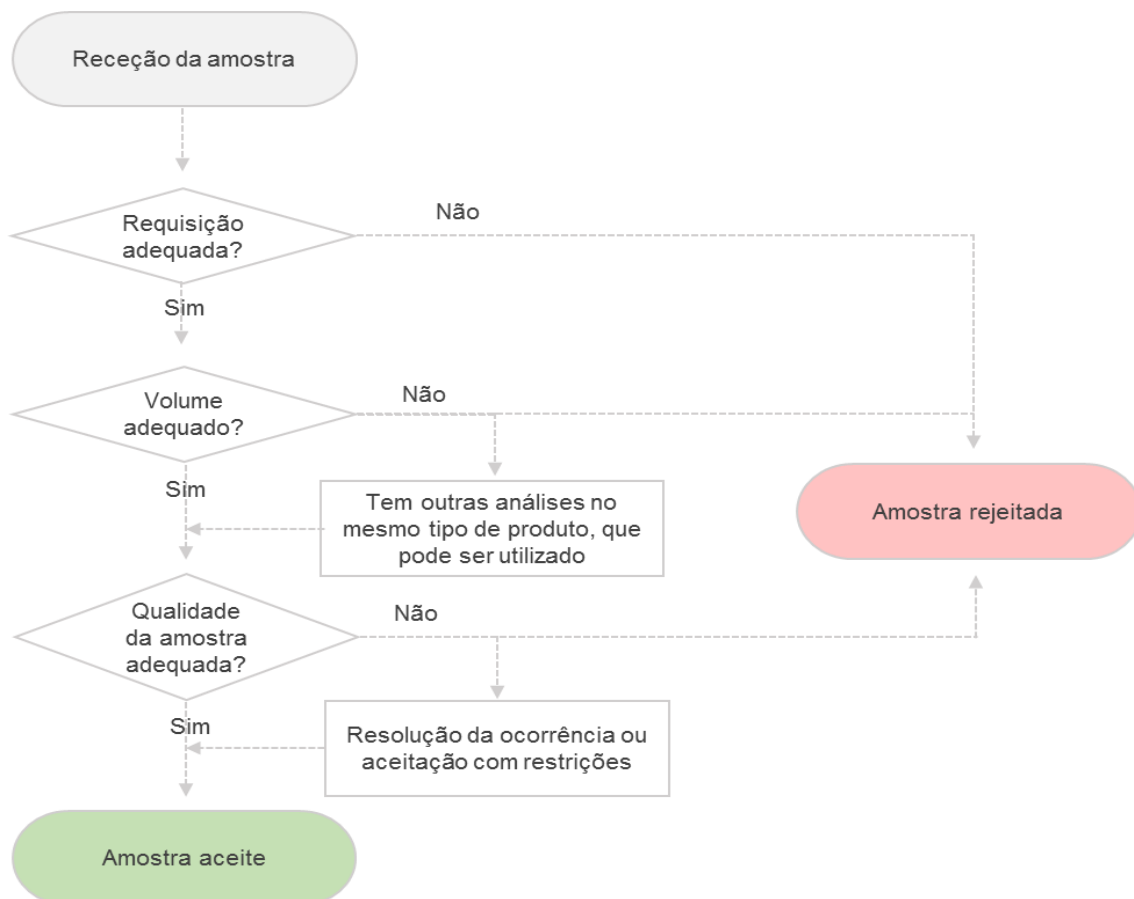 Receção da amostra
Não
Requisição
adequada?
Sim
Não
Volume
adequado?
Sim
Tem outras análises no
mesmo tipo de produto, que
pode ser utilizado
Amostra rejeitada
Não
Qualidade
da amostra
adequada?
Sim
Resolução da ocorrência ou
aceitação com restrições
Amostra aceite